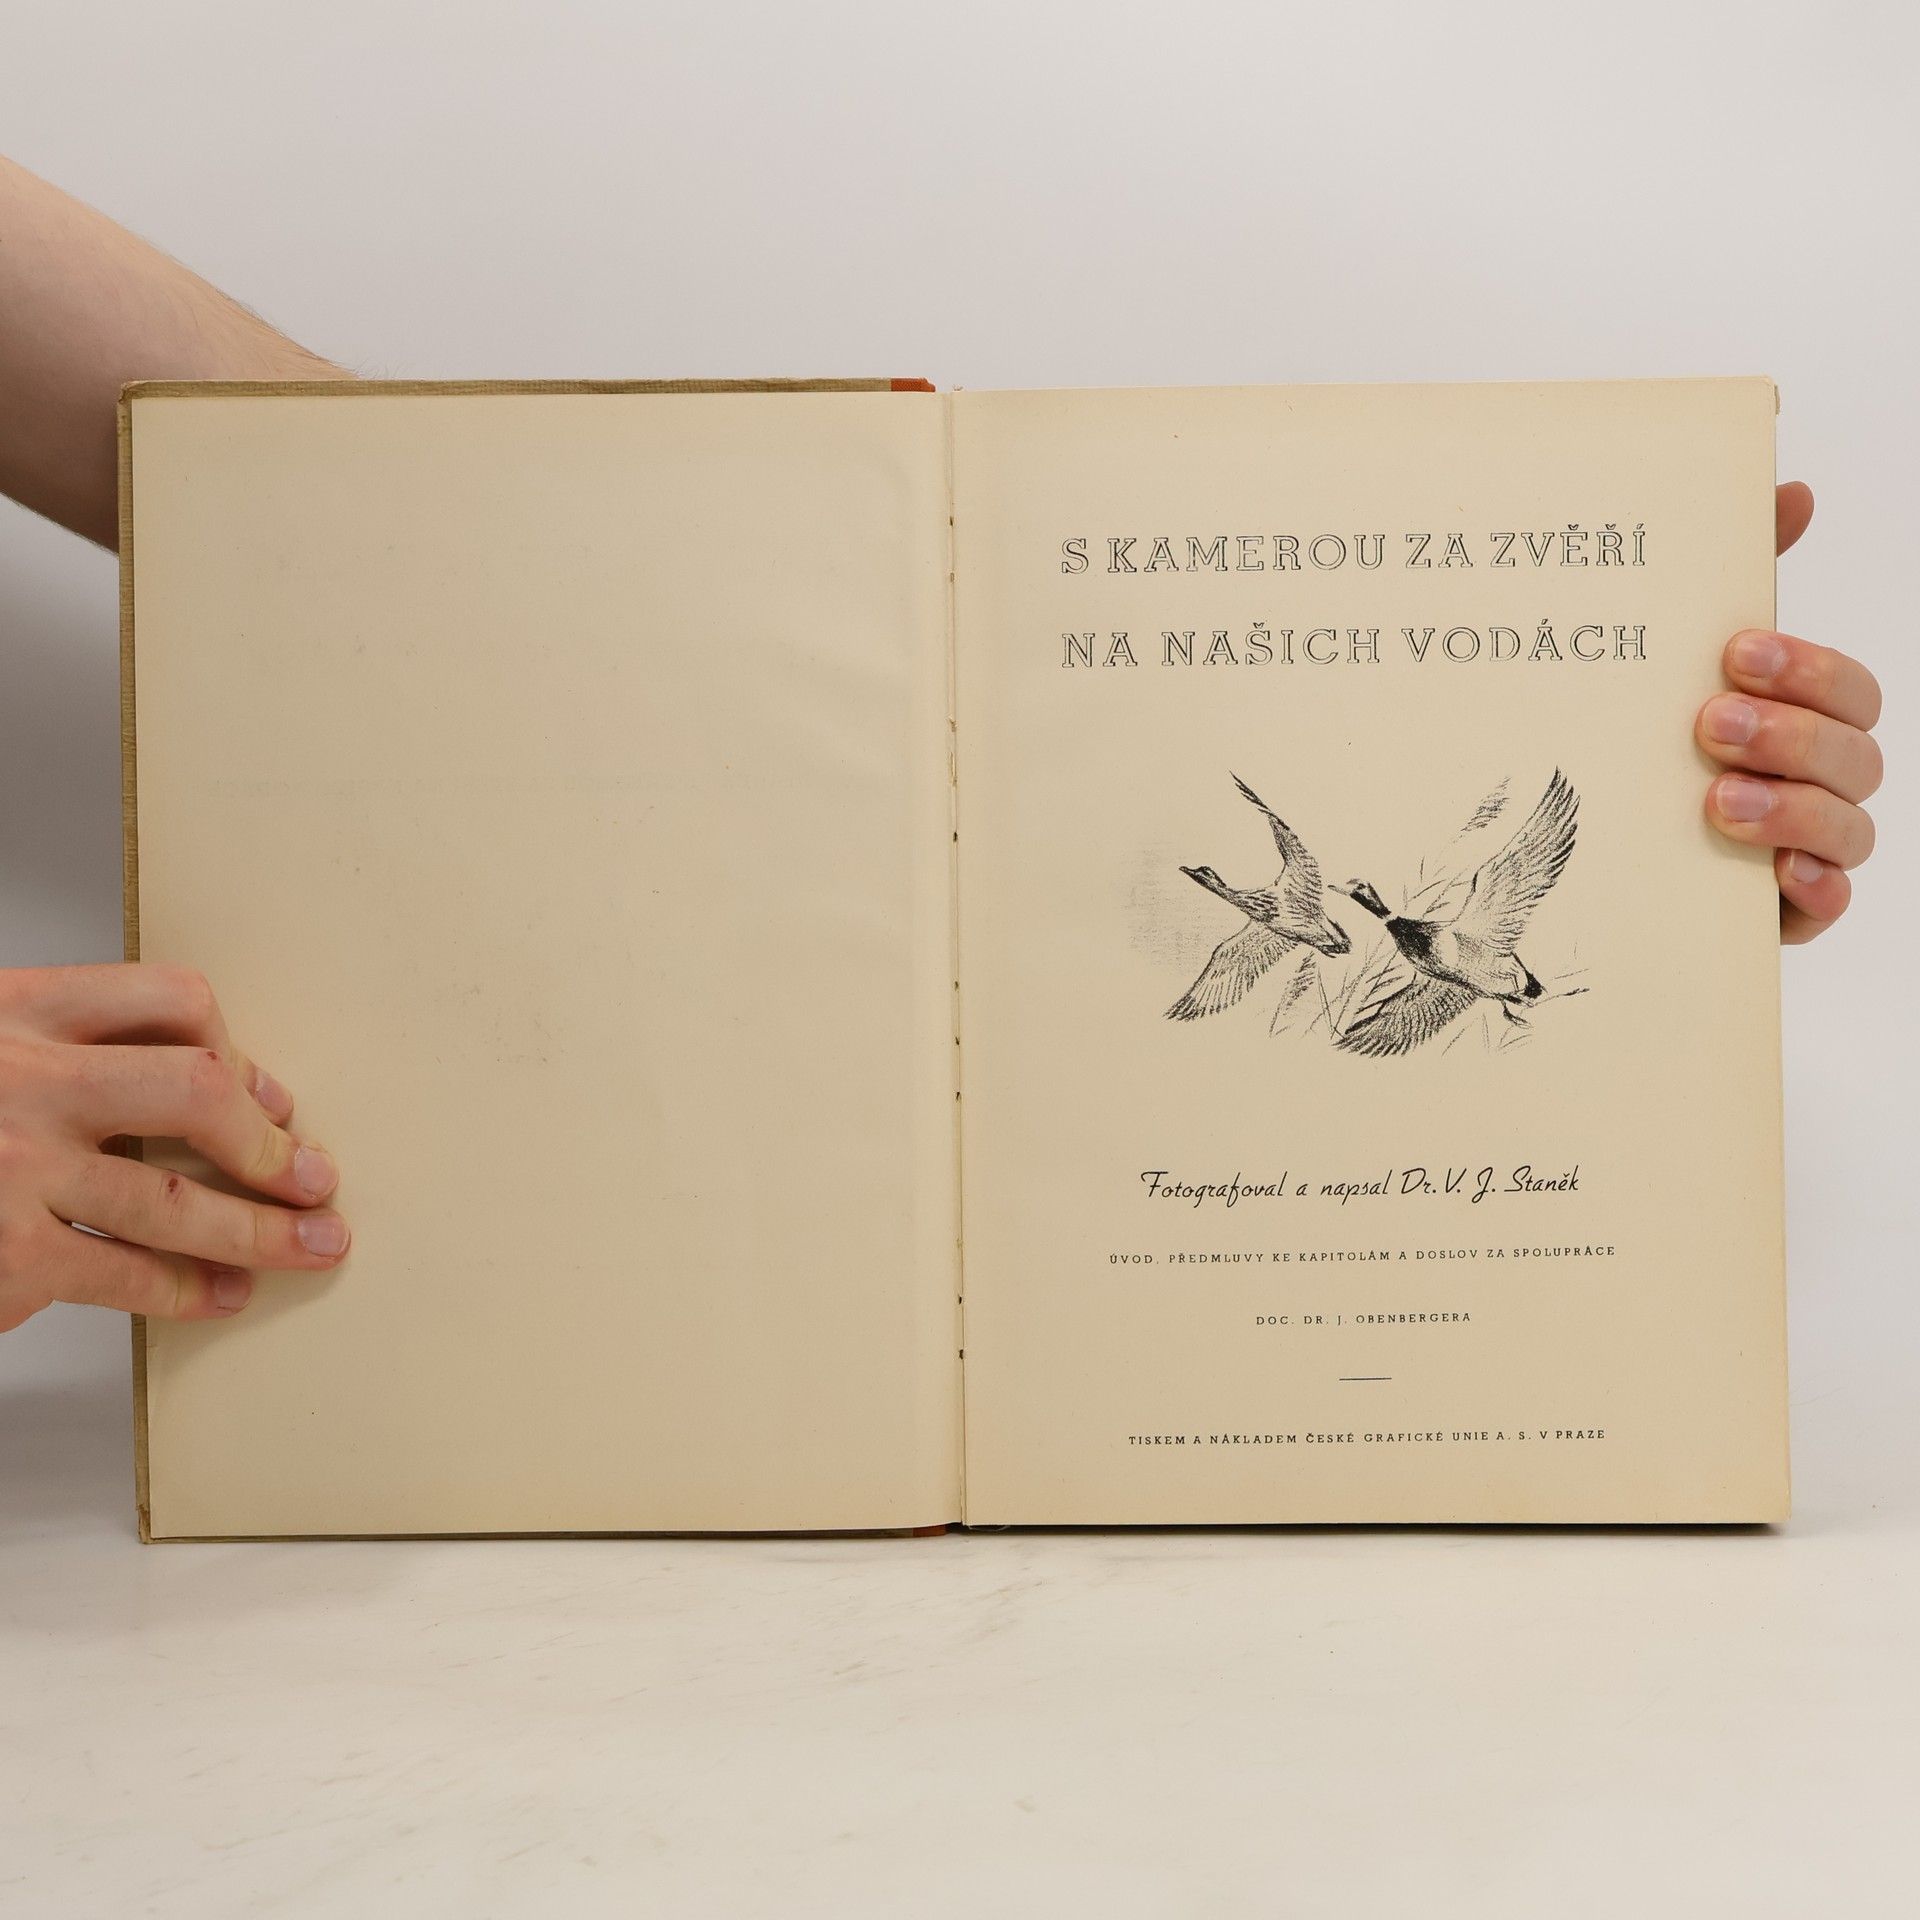 S KAMEROU ZA ZVĚŘÍ
NA NAŠICH VODÁCH
Fotografoval a napsal Dr. V. J. Staněk
ÚVOD, PŘEDMLUVY KE KAPITOLÁM A DOSLOV ZA SPOLUPRÁCE
DOC. DR. J. OBENBERGERA
TISKEM A NÁKLADEM ČESKÉ GRAFICKÉ UNIE A. S. V PRAZE